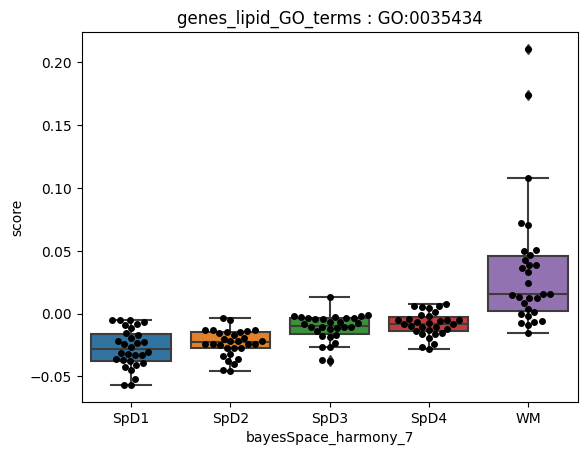 genes_lipid_GO_terms : GO:0035434
0.20
0.15
0.10
0.05
0.00
−0.05
score
SpD1 SpD2 SpD3 SpD4 WM
bayesSpace_harmony_7